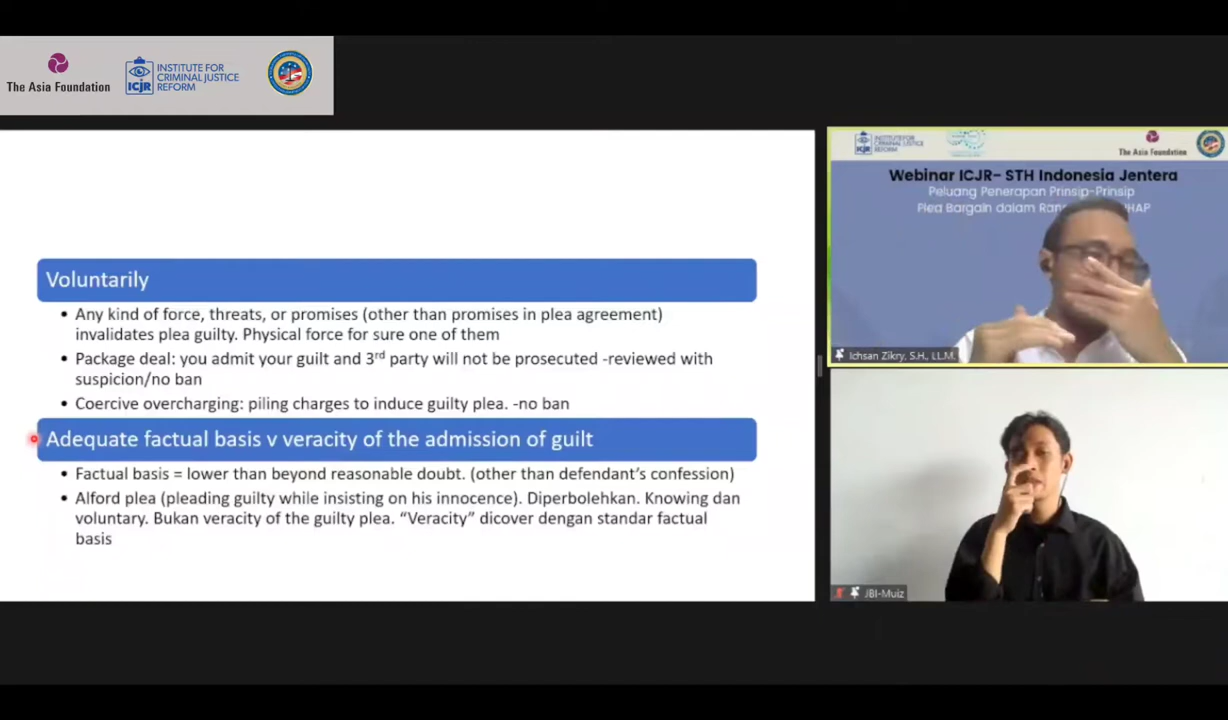 The Asia Foundation
ICJR
INSTITUTE FOR
CRIMINAL JUSTICE
REFORM
Voluntarily
• Any kind of force, threats, or promises (other than promises in plea agreement)
invalidates plea guilty. Physical force for sure one of them
• Package deal: you admit your guilt and 3rd party will not be prosecuted -reviewed with
suspicion/no ban
• Coercive overcharging: piling charges to induce guilty plea. -no ban
Adequate factual basis v veracity of the admission of guilt
• Factual basis = lower than beyond reasonable doubt. (other than defendant's confession)
• Alford plea (pleading guilty while insisting on his innocence). Diperbolehkan. Knowing dan
voluntary. Bukan veracity of the guilty plea. “Veracity” dicover dengan standar factual
basis
ICJR
INSTITUTE FOR
CRIMINAL JUSTICE
REFORM
The Asia Foundation
Webinar ICJR– STH Indonesia Jentera
Peluang Penerapan Prinsip-Prinsip
Plea Bargain dalam
Ichsan Zikry, S.H., LL.M.
JBI-Muiz